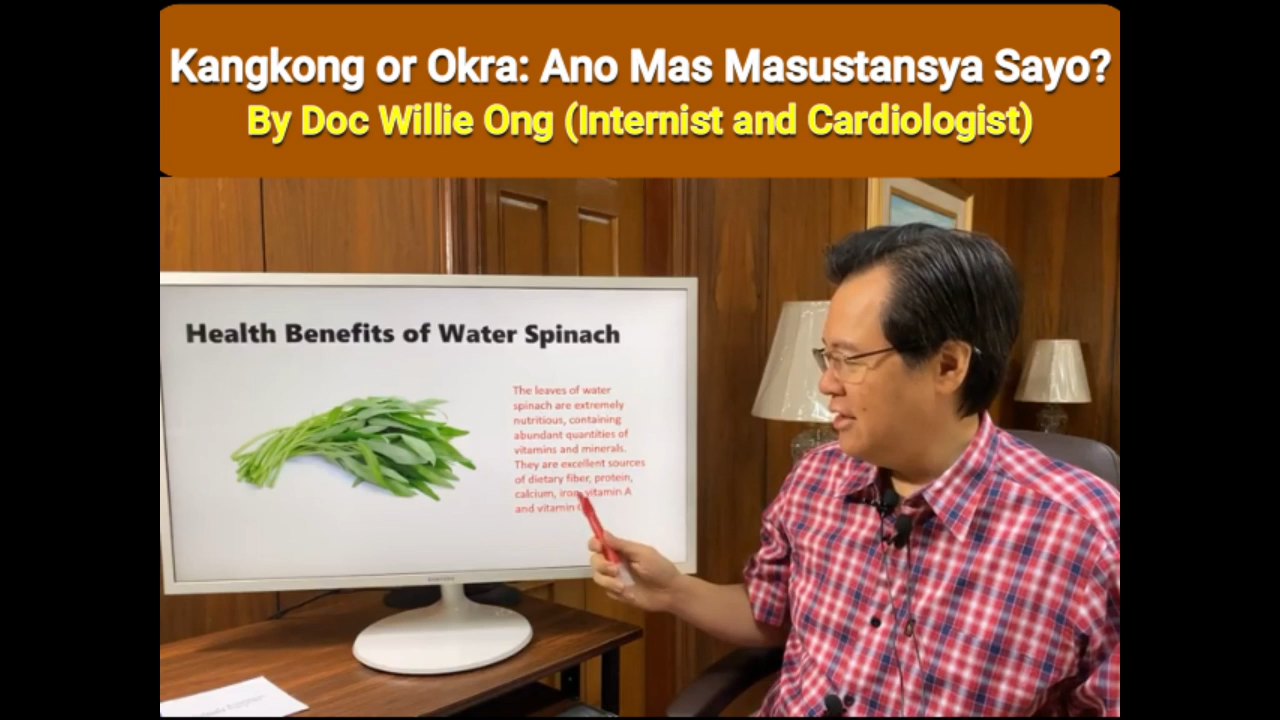 Kangkong or Okra: Ano Mas Masustansya Sayo?
By Doc Willie Ong (Internist and Cardiologist)
Health Benefits of Water Spinach
The leaves of water
spinach are extremely
nutritious, containing
abundant quantities of
vitamins and minerals.
They are excellent sources
of dietary fiber, protein,
calcium, iron, vitamin A
and vitamin